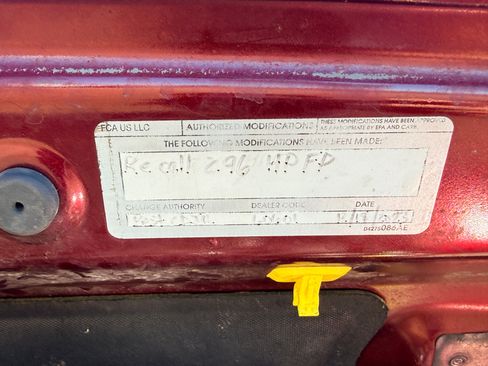 FCA US LLC AUTHORIZED MODIFICATIONS THESE MODIFICATIONS HAVE BEEN APPROVED
AS APPROPRIATE BY EPA AND CARB.
THE FOLLOWING MODIFICATIONS HAVE BEEN MADE:
Recall
CHANGE AUTHORITY DEALER CODE DATE
04275086AE